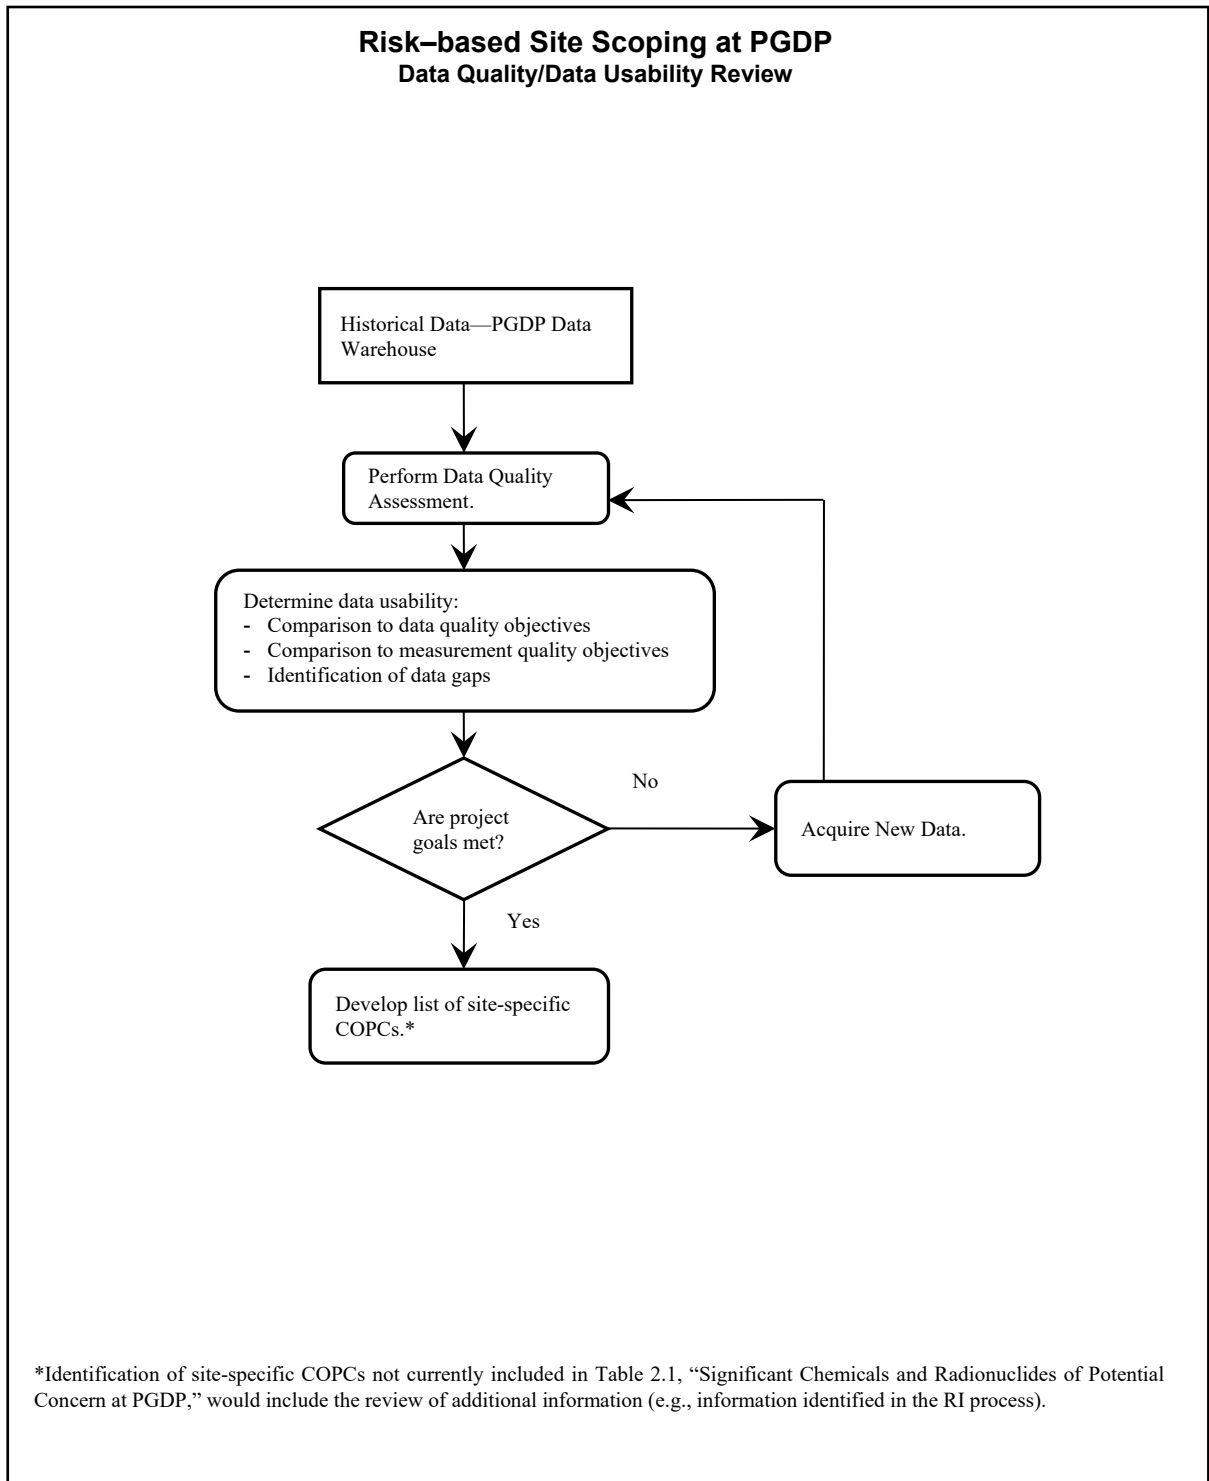 Risk–based Site Scoping at PGDP
Data Quality/Data Usability Review
Historical Data—PGDP Data
Warehouse
Perform Data Quality
Assessment.
Determine data usability:
- Comparison to data quality objectives
- Comparison to measurement quality objectives
- Identification of data gaps
No
Are project
goals met?
Acquire New Data.
Yes
Develop list of site-specific
COPCs.*
*Identification of site-specific COPCs not currently included in Table 2.1, “Significant Chemicals and Radionuclides of Potential
Concern at PGDP,” would include the review of additional information (e.g., information identified in the RI process).